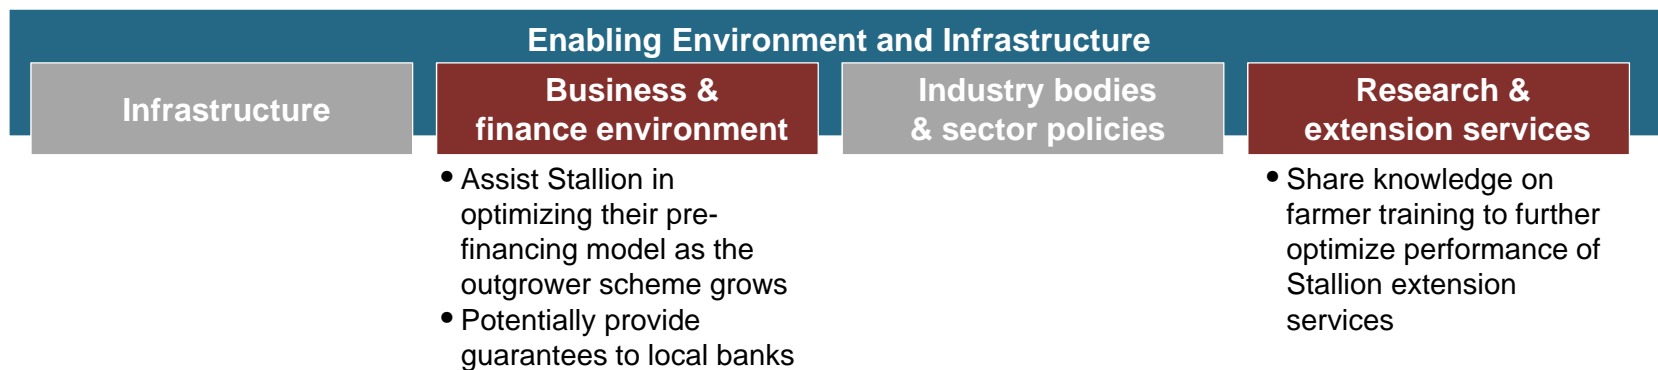 Enabling Environment and Infrastructure
Infrastructure
Business &
finance environment
Industry bodies
& sector policies
Research &
extension services
• Assist Stallion in
optimizing their pre-
financing model as the
outgrower scheme grows
• Potentially provide
guarantees to local banks
• Share knowledge on
farmer training to further
optimize performance of
Stallion extension
services